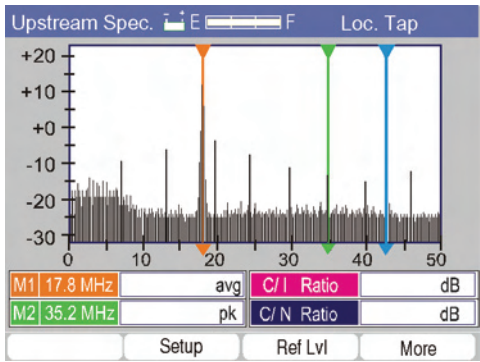 Upstream Spec. E F Loc. Tap
+20
+10
+0
-10
-20
-30
0 10 20 30 40 50
M1 17.8 MHz avg C/I Ratio dB
M2 35.2 MHz pk C/N Ratio dB
Setup Ref Lvl More